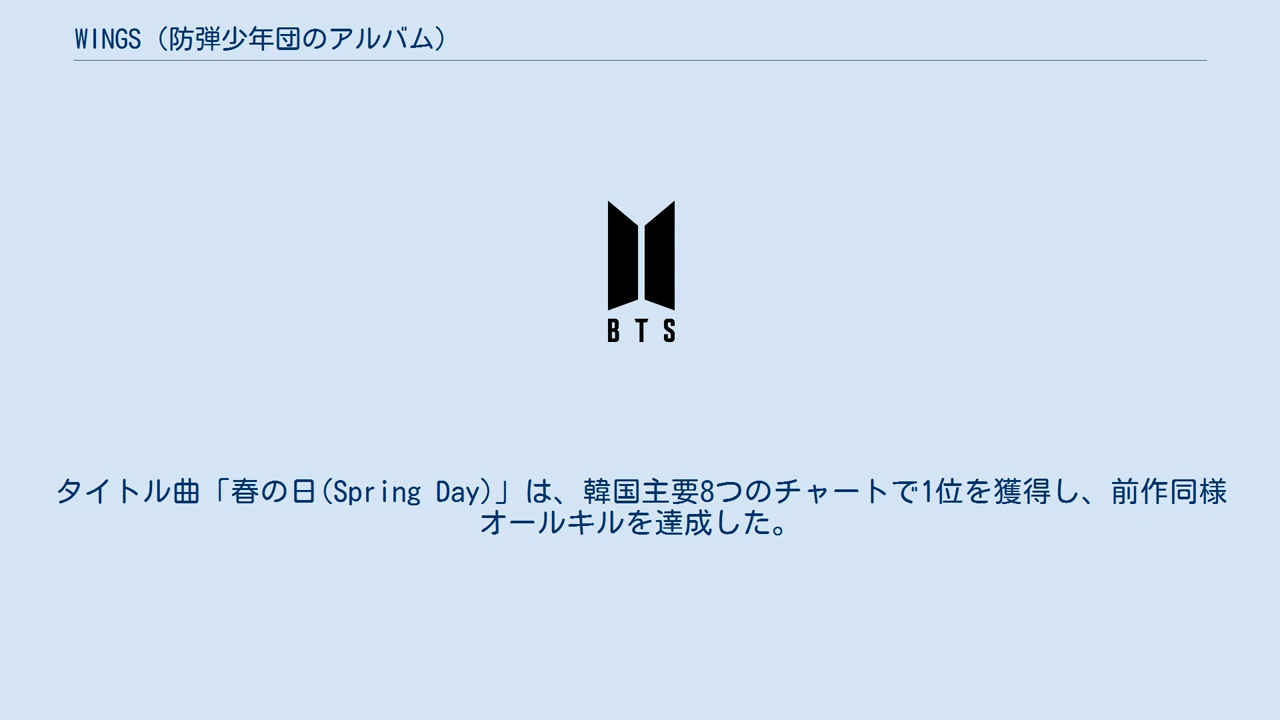 WINGS (防弾少年団のアルバム)
BTS
タイトル曲「春の日(Spring Day)」は、韓国主要8つのチャートで1位を獲得し、前作同様
オールキルを達成した。